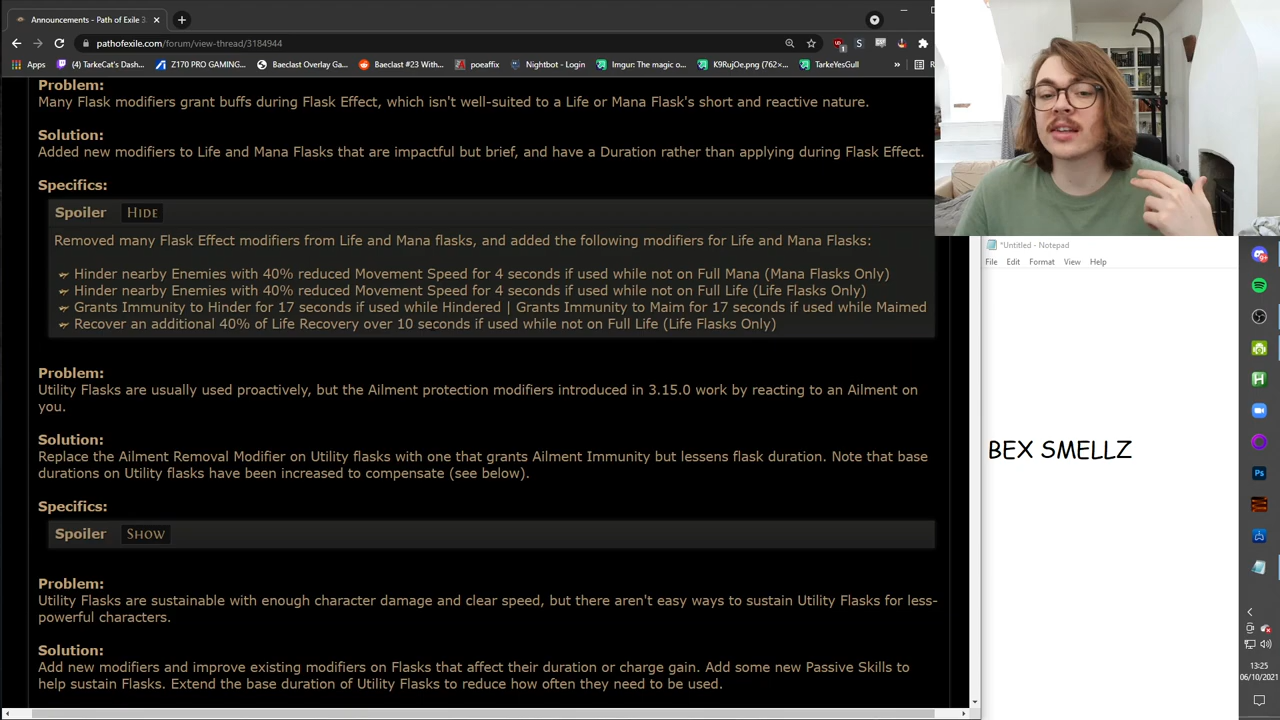 Announcements - Path of Exile 3
pathofexile.com/forum/view-thread/3184944
Apps
TarkeCat's Dash...
Z170 PRO GAMING...
Baeclast Overlay Ga...
Baeclast #23 With...
poeaffix
Nightbot - Login
Imgur: The magic o...
K9RujOe.png (762×...
TarkeYesGull
Problem:
Many Flask modifiers grant buffs during Flask Effect, which isn't well-suited to a Life or Mana Flask's short and reactive nature.
Solution:
Added new modifiers to Life and Mana Flasks that are impactful but brief, and have a Duration rather than applying during Flask Effect.
Specifics:
Spoiler HIDE
Removed many Flask Effect modifiers from Life and Mana flasks, and added the following modifiers for Life and Mana Flasks:
Hinder nearby Enemies with 40% reduced Movement Speed for 4 seconds if used while not on Full Mana (Mana Flasks Only)
Hinder nearby Enemies with 40% reduced Movement Speed for 4 seconds if used while not on Full Life (Life Flasks Only)
Grants Immunity to Hinder for 17 seconds if used while Hindered | Grants Immunity to Maim for 17 seconds if used while Maimed
Recover an additional 40% of Life Recovery over 10 seconds if used while not on Full Life (Life Flasks Only)
Problem:
Utility Flasks are usually used proactively, but the Ailment protection modifiers introduced in 3.15.0 work by reacting to an Ailment on
you.
Solution:
Replace the Ailment Removal Modifier on Utility flasks with one that grants Ailment Immunity but lessens flask duration. Note that base
durations on Utility flasks have been increased to compensate (see below).
Specifics:
Spoiler SHOW
Problem:
Utility Flasks are sustainable with enough character damage and clear speed, but there aren't easy ways to sustain Utility Flasks for less-
powerful characters.
Solution:
Add new modifiers and improve existing modifiers on Flasks that affect their duration or charge gain. Add some new Passive Skills to
help sustain Flasks. Extend the base duration of Utility Flasks to reduce how often they need to be used.
*Untitled - Notepad
File Edit Format View Help
BEX SMELLZ
13:25
06/10/2021